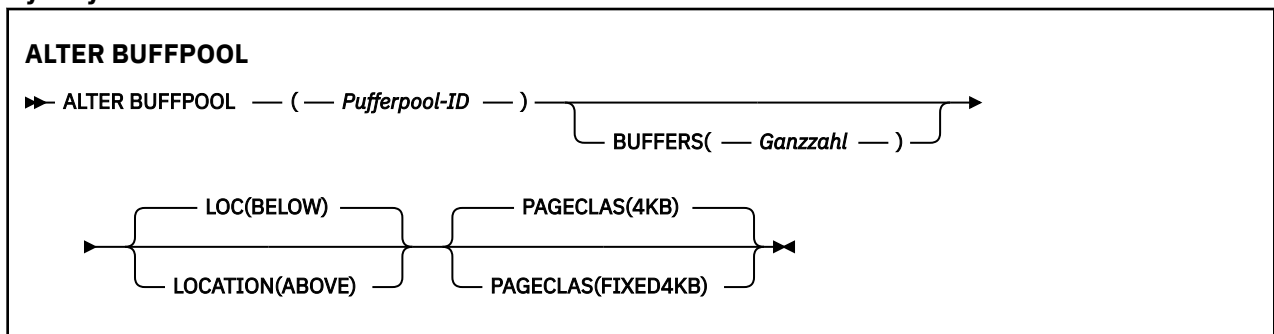 ALTER BUFFPOOL
ALTER BUFFPOOL ( Pufferpool-ID )
BUFFERS( Ganzzahl )
LOC(BELOW) PAGECLAS(4KB)
LOCATION(ABOVE) PAGECLAS(FIXED4KB)